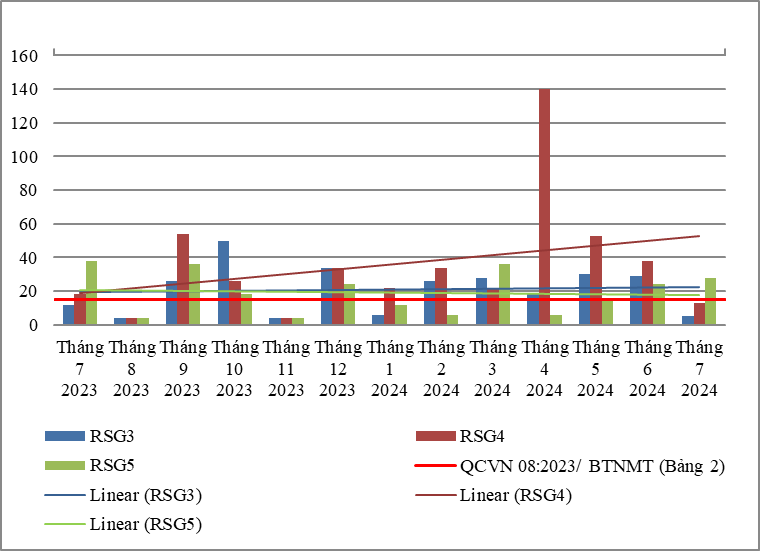 160
140
120
100
80
60
40
20
0
Tháng Tháng Tháng Tháng Tháng Tháng Tháng Tháng Tháng Tháng Tháng Tháng Tháng
7 8 9 10 11 12 1 2 3 4 5 6 7
2023 2023 2023 2023 2023 2023 2024 2024 2024 2024 2024 2024 2024
RSG3 RSG4
RSG5 QCVN 08:2023/ BTNMT (Bảng 2)
Linear (RSG3) Linear (RSG4)
Linear (RSG5)